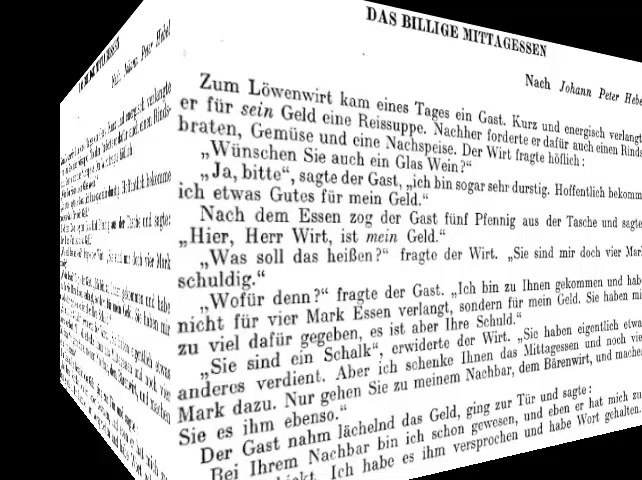 DAS BILLIGE MITTAGESSEN
Nach Johann Peter Hebel
Zum Löwenwirt kam eines Tages ein Gast. Kurz und energisch verlangte
er für sein Geld eine Reissuppe. Nachher forderte er dafür auch einen Rinds-
braten, Gemüse und eine Nachspeise. Der Wirt fragte höflich:
„Wünschen Sie auch ein Glas Wein?“
„Ja, bitte“, sagte der Gast, „ich bin sogar sehr durstig. Hoffentlich bekomme
ich etwas Gutes für mein Geld.“
Nach dem Essen zog der Gast fünf Pfennig aus der Tasche und sagte:
„Hier, Herr Wirt, ist mein Geld.“
„Was soll das heißen?“ fragte der Wirt. „Sie sind mir doch vier Mark
schuldig.“
„Wofür denn?“ fragte der Gast. „Ich bin zu Ihnen gekommen und habe
nicht für vier Mark Essen verlangt, sondern für mein Geld. Sie haben mir
zu viel dafür gegeben, es ist aber Ihre Schuld.“
„Sie sind ein Schalk“, erwiderte der Wirt. „Sie haben eigentlich etwas
anderes verdient. Aber ich schenke Ihnen das Mittagessen und noch vier
Mark dazu. Nur gehen Sie zu meinem Nachbar, dem Bärenwirt, und machen
Sie es ihm ebenso.“
Der Gast nahm lächelnd das Geld, ging zur Tür und sagte:
Bei Ihrem Nachbar bin ich schon gewesen, und eben er hat mich zu
Ich habe es ihm versprochen und habe Wort gehalten.